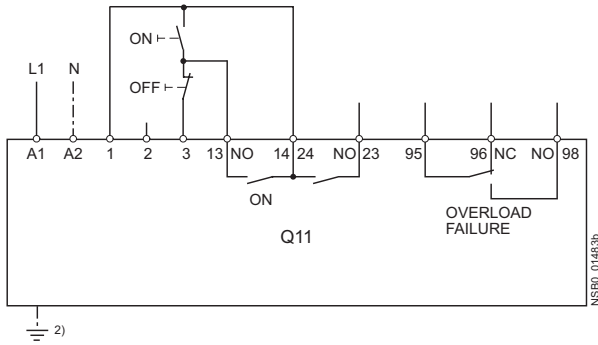 ON
L1 N
OFF
A1 A2 1 2 3 13 NO 14 24 NO 23 95 96 NC NO 98
ON
OVERLOAD
FAILURE
Q11
NSB0_01483b
2)